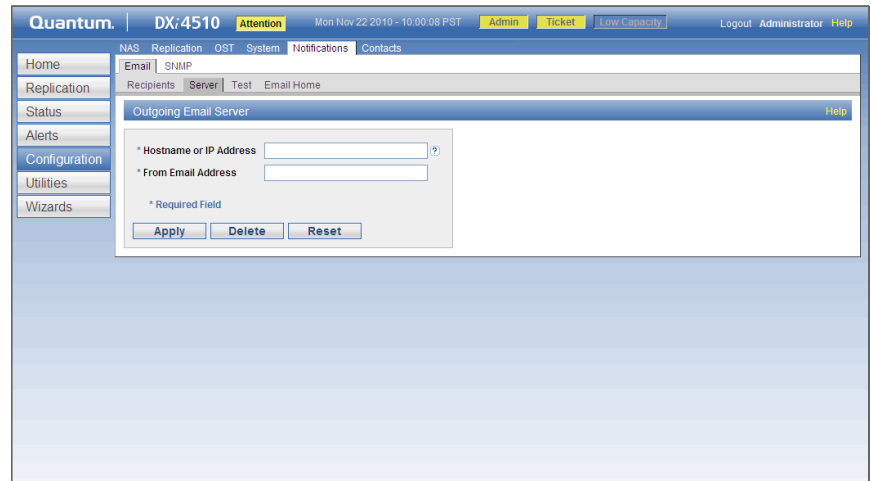 Quantum. DXi4510 Attention Mon Nov 22 2010 - 10:00:08 PST Admin Ticket Low Capacity Logout Administrator Help
NAS Replication OST System Notifications Contacts
Home
Replication
Status
Alerts
Configuration
Utilities
Wizards
Email SNMP
Recipients Server Test Email Home
Outgoing Email Server Help
* Hostname or IP Address ?
* From Email Address
* Required Field
Apply Delete Reset